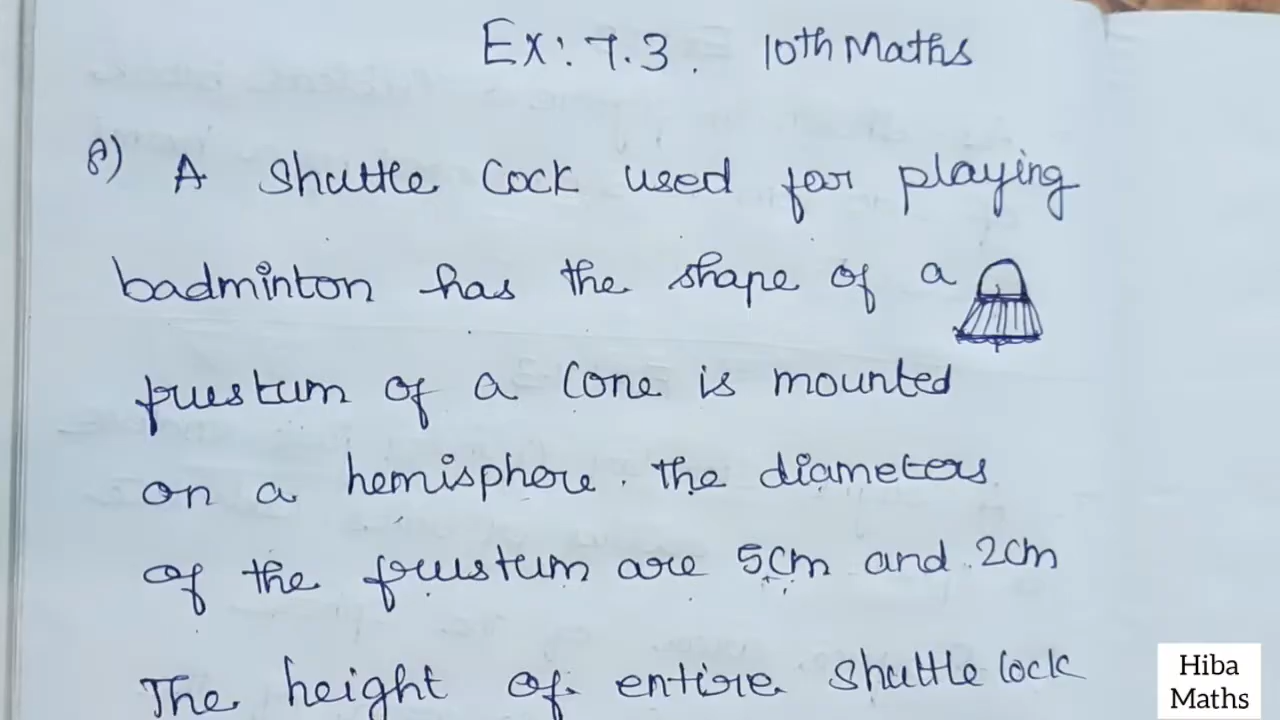 Ex: 7.3. 10th Maths
8) A Shuttle Cock used for playing
badminton has the shape of a
frustum of a Cone is mounted
on a hemisphere. The diameters
of the frustum are 5cm and 2cm
The height of entire shuttle cock
Hiba
Maths